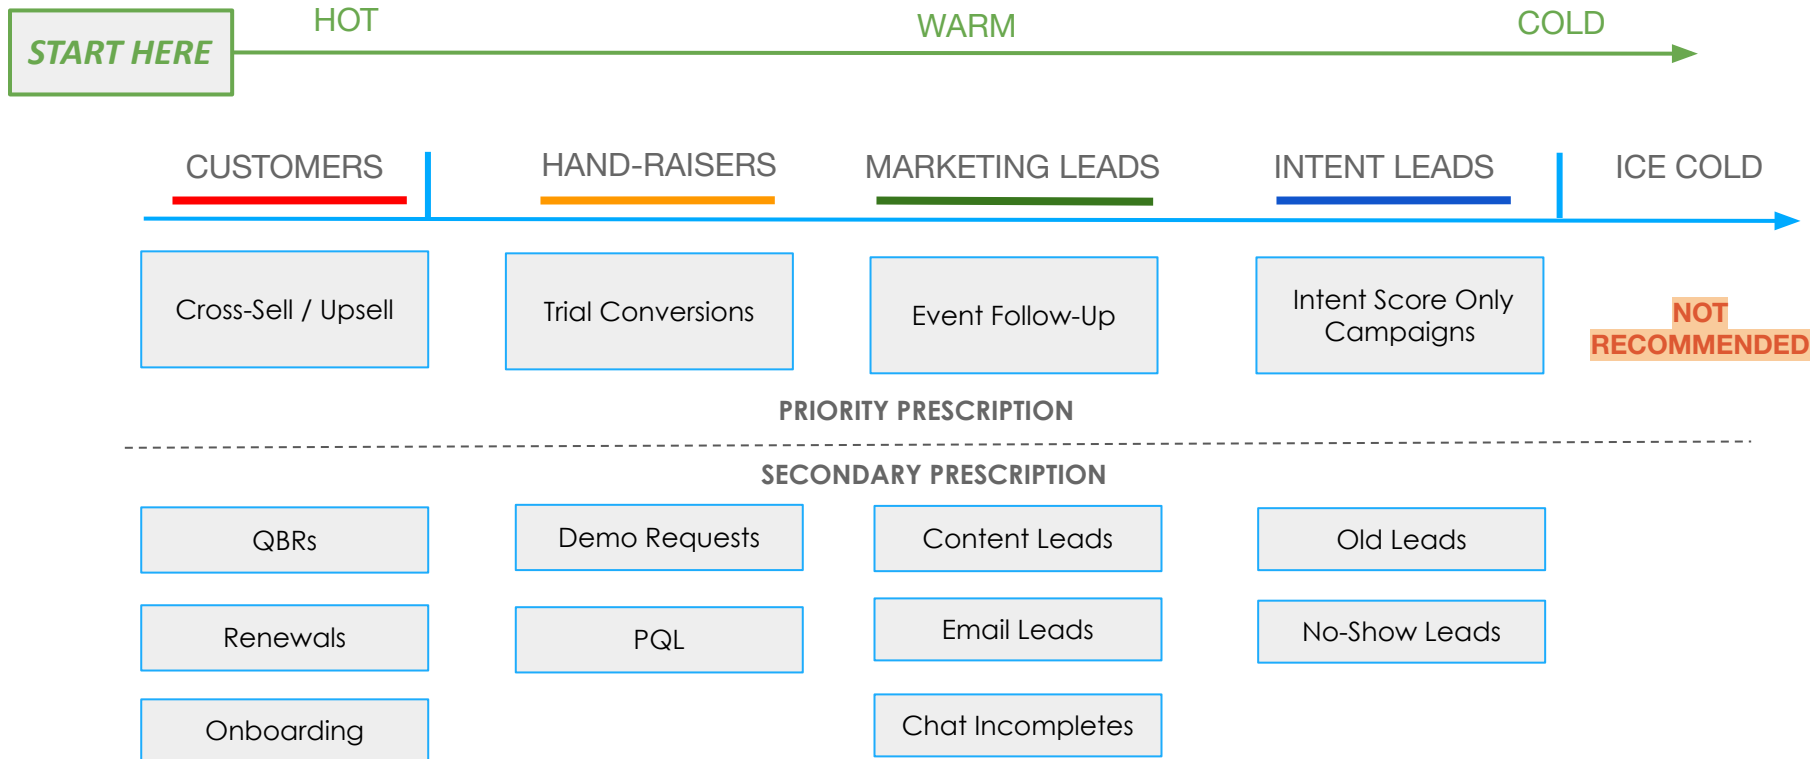 START HERE
HOT
WARM
COLD
CUSTOMERS
HAND-RAISERS
MARKETING LEADS
INTENT LEADS
ICE COLD
Cross-Sell / Upsell
Trial Conversions
Event Follow-Up
Intent Score Only
Campaigns
NOT
RECOMMENDED
PRIORITY PRESCRIPTION
SECONDARY PRESCRIPTION
QBRs
Demo Requests
Content Leads
Old Leads
Renewals
PQL
Email Leads
No-Show Leads
Onboarding
Chat Incompletes